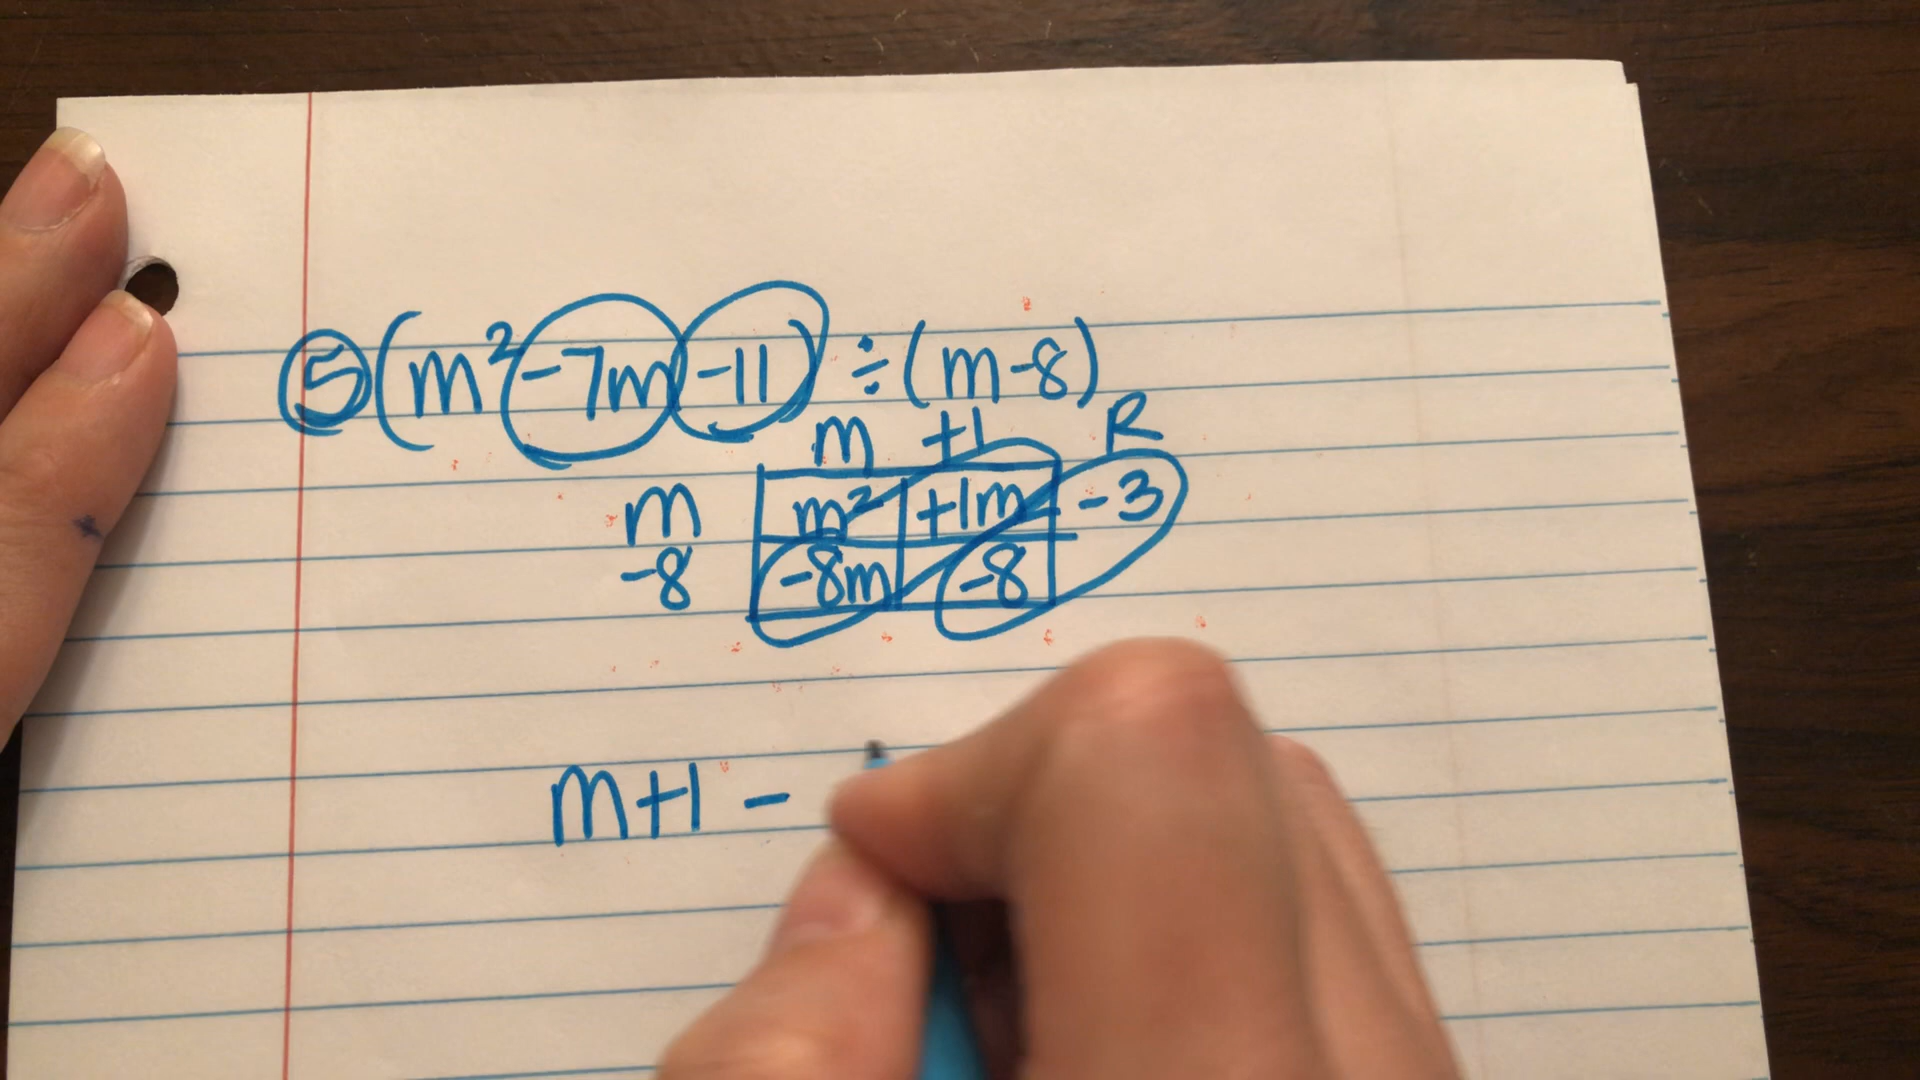 5 (m² -7m -11) ÷ (m-8)
m +1 R
m m² +1m -3
-8 -8m -8
m+1 -